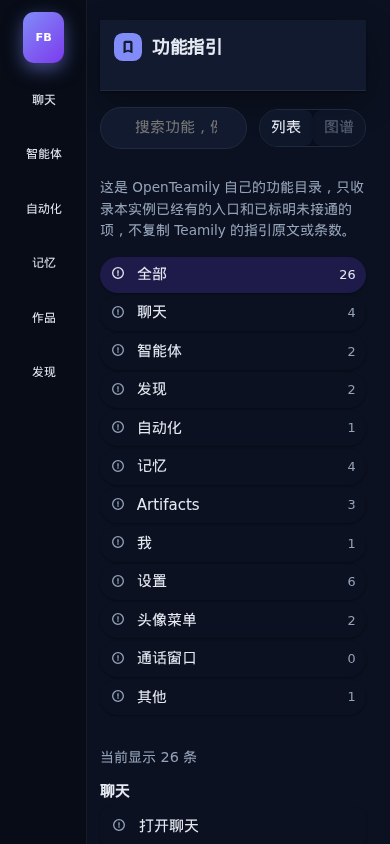 FB
聊天
智能体
自动化
记忆
作品
发现
功能指引
搜索功能，
列表 图谱
这是 OpenTeamily 自己的功能目录，只收
录本实例已经有的入口和已标明未接通的
项，不复制 Teamily 的指引原文或条数。
全部 26
聊天 4
智能体 2
发现 2
自动化 1
记忆 4
Artifacts 3
我 1
设置 6
头像菜单 2
通话窗口 0
其他 1
当前显示 26 条
聊天
打开聊天